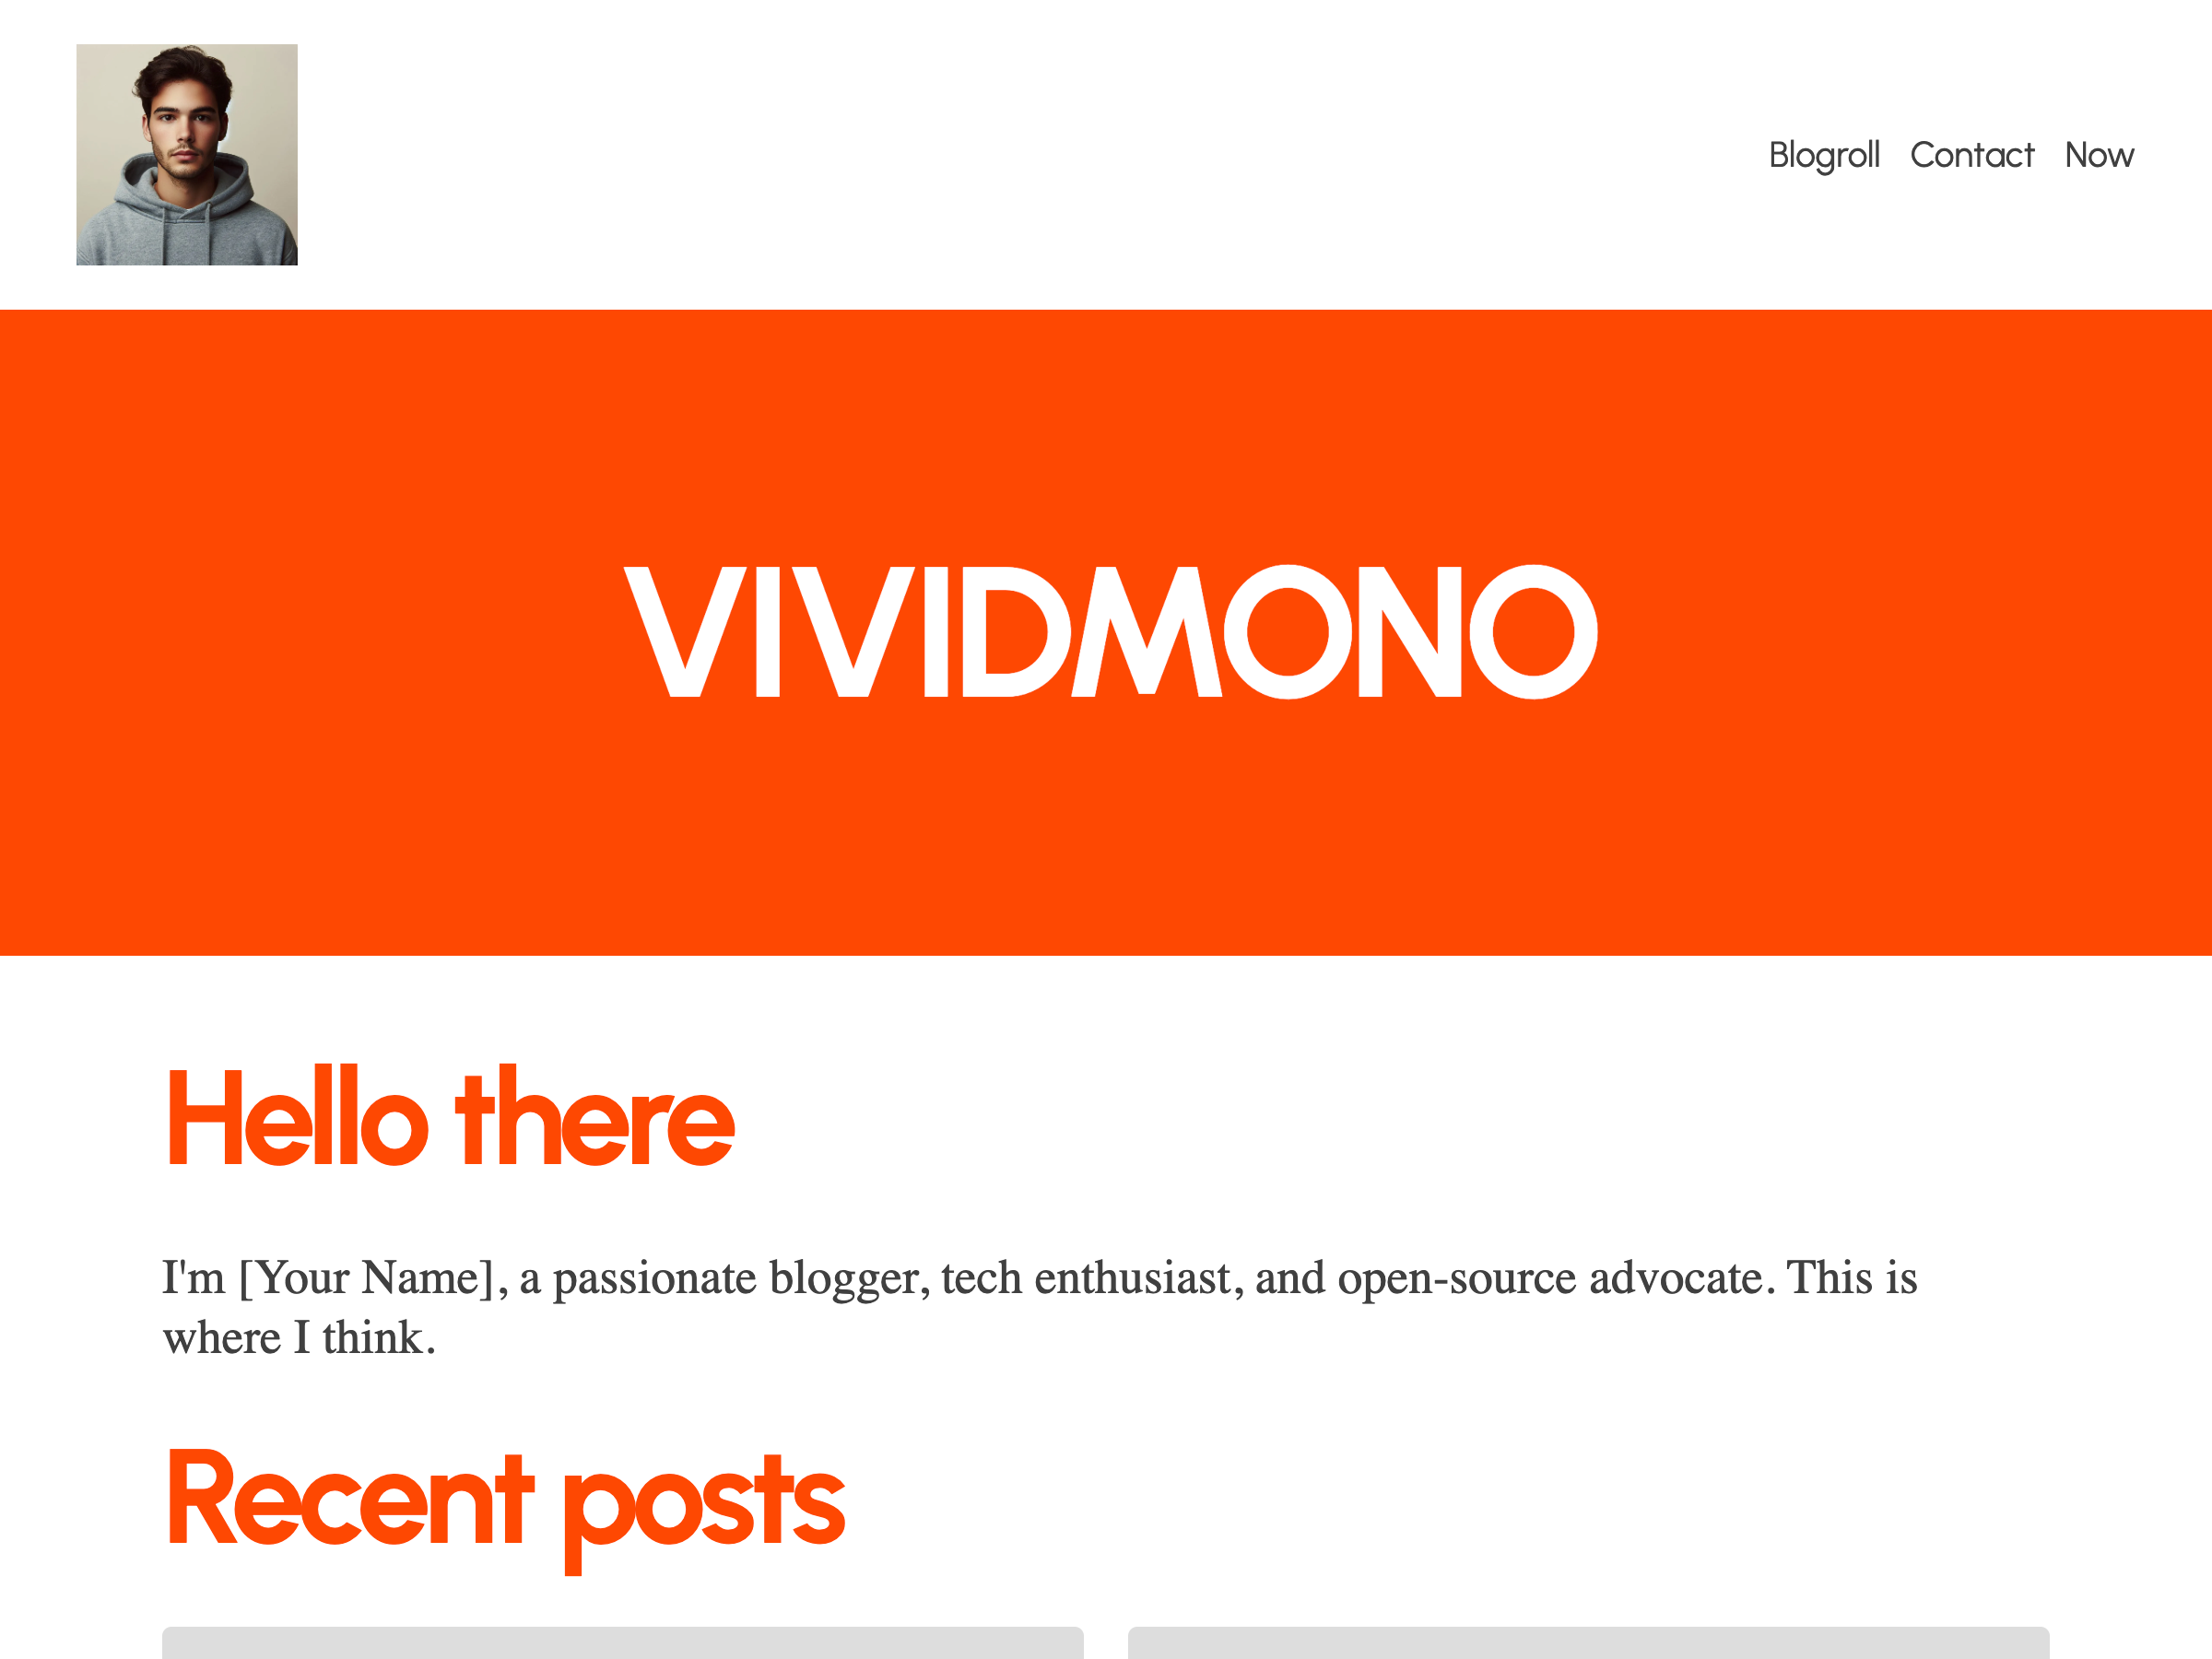 Blogroll Contact Now
VIVIDMONO
Hello there
I'm [Your Name], a passionate blogger, tech enthusiast, and open-source advocate. This is
where I think.
Recent posts